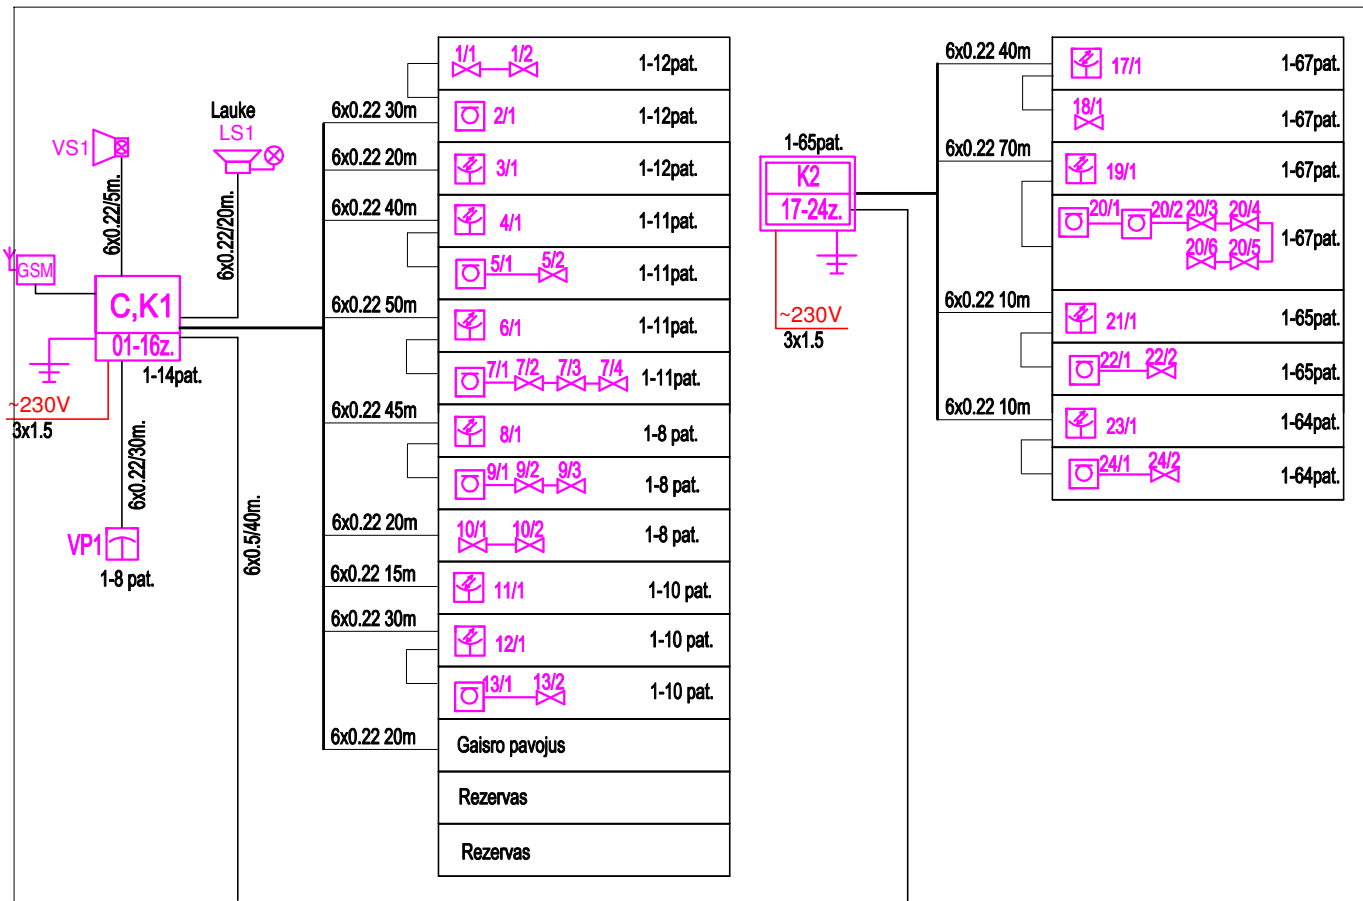 Lauke
LS1
VS1
6x0.22/5m.
6x0.22/20m.
GSM
C,K1
01-16z.
1-14pat.
~230V
3x1.5
6x0.22/30m.
VP1
1-8 pat.
6x0.5/40m.
1/1 1/2 1-12pat.
6x0.22 30m 2/1 1-12pat.
6x0.22 20m 3/1 1-12pat.
6x0.22 40m 4/1 1-11pat.
5/1 5/2 1-11pat.
6x0.22 50m 6/1 1-11pat.
7/1 7/2 7/3 7/4 1-11pat.
6x0.22 45m 8/1 1-8 pat.
9/1 9/2 9/3 1-8 pat.
6x0.22 20m 10/1 10/2 1-8 pat.
6x0.22 15m 11/1 1-10 pat.
6x0.22 30m 12/1 1-10 pat.
13/1 13/2 1-10 pat.
6x0.22 20m Gaisro pavojus
Rezervas
Rezervas
1-65pat.
K2
17-24z.
~230V
3x1.5
6x0.22 40m 17/1 1-67pat.
18/1 1-67pat.
6x0.22 70m 19/1 1-67pat.
20/1 20/2 20/3 20/4 1-67pat.
20/6 20/5
6x0.22 10m 21/1 1-65pat.
22/1 22/2 1-65pat.
6x0.22 10m 23/1 1-64pat.
24/1 24/2 1-64pat.